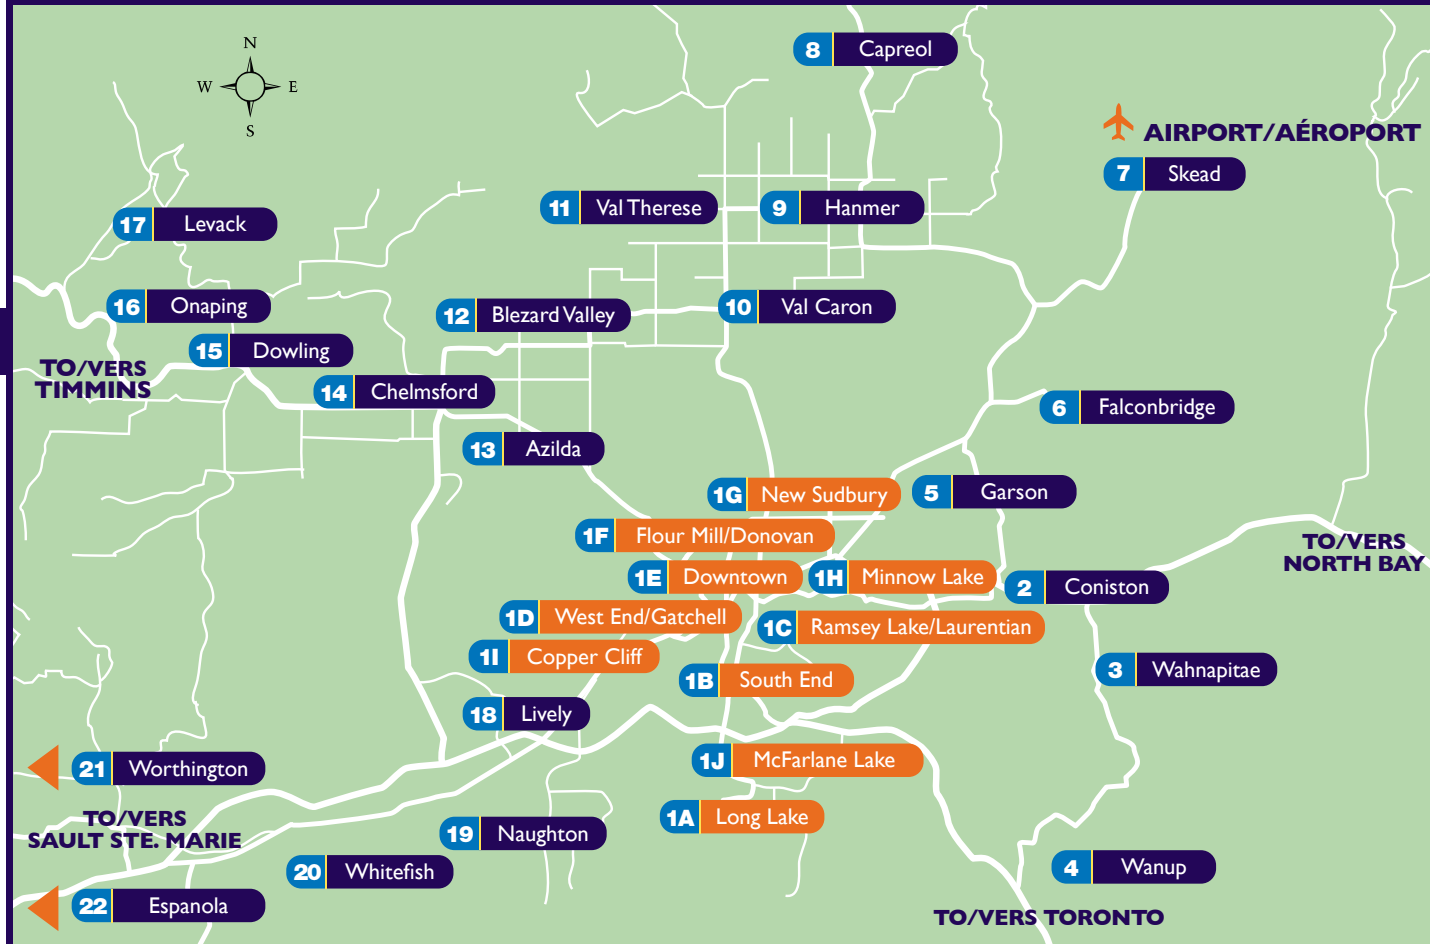 N
W E
S
8 Capreol
AIRPORT/AÉROPORT
7 Skead
11 Val Therese
9 Hanmer
17 Levack
16 Onaping
12 Blezard Valley
10 Val Caron
15 Dowling
TO/VERS
TIMMINS
14 Chelmsford
6 Falconbridge
13 Azilda
1G New Sudbury
5 Garson
1F Flour Mill/Donovan
TO/VERS
NORTH BAY
1E Downtown
1H Minnow Lake
2 Coniston
1D West End/Gatchell
1C Ramsey Lake/Laurentian
1I Copper Cliff
3 Wahnapitae
1B South End
18 Lively
1J McFarlane Lake
21 Worthington
1A Long Lake
TO/VERS
SAULT STE. MARIE
19 Naughton
20 Whitefish
4 Wanup
22 Espanola
TO/VERS TORONTO